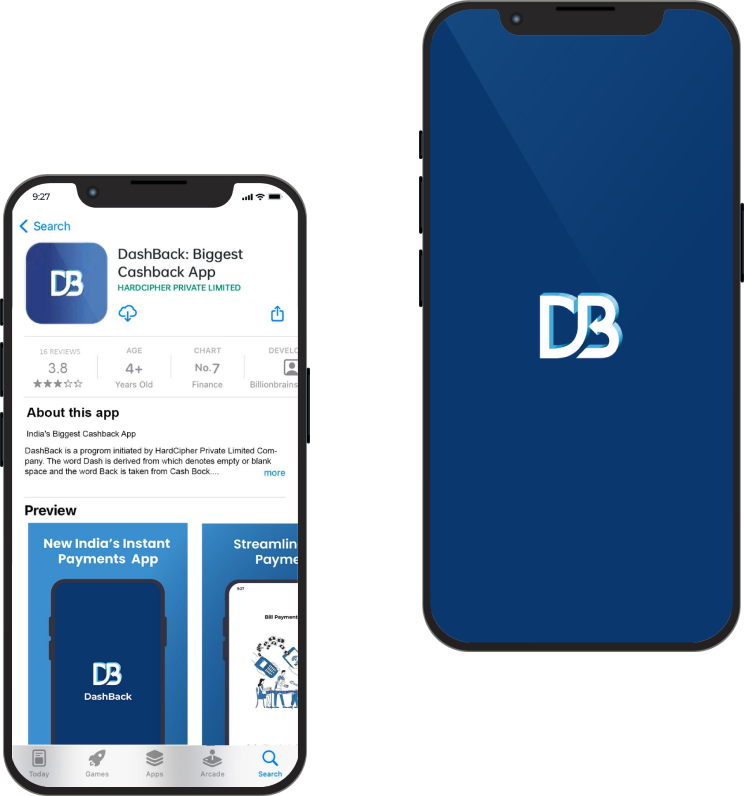 9:27
Search
DB
DashBack: Biggest
Cashback App
HARDCIPHER PRIVATE LIMITED
16 REVIEWS
AGE
CHART
DEVELC
3.8
4+
No.7
Years Old
Finance
Billionbrains
About this app
India's Biggest Cashback App
DashBack is a progrom initiated by HardCipher Private Limited Com-
pany. The word Dash is derived from which denotes empty or blank
space and the word Back is taken from Cash Bock....
more
Preview
New India's Instant
Payments App
DB
DashBack
Streamlin
Payme
9:27
Bill Payment
Today
Games
Apps
Arcade
Search
DB